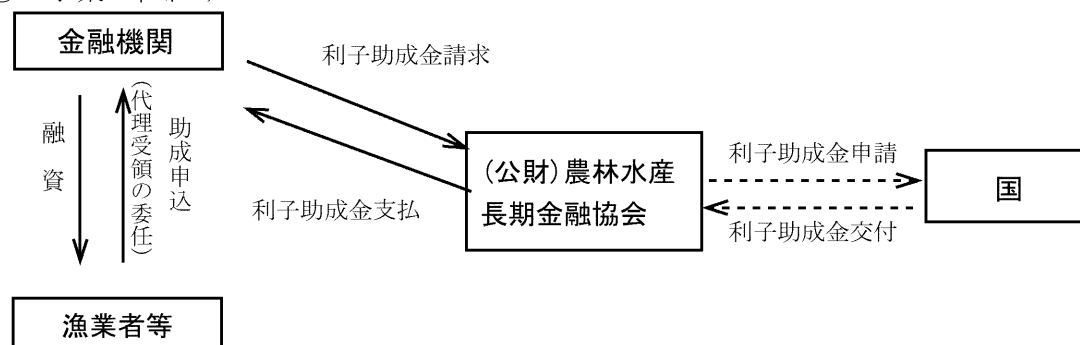 金融機関
利子助成金請求
融資
助成申込
(代理受領の委任)
利子助成金支払
(公財)農林水産
長期金融協会
利子助成金申請
利子助成金交付
国
漁業者等